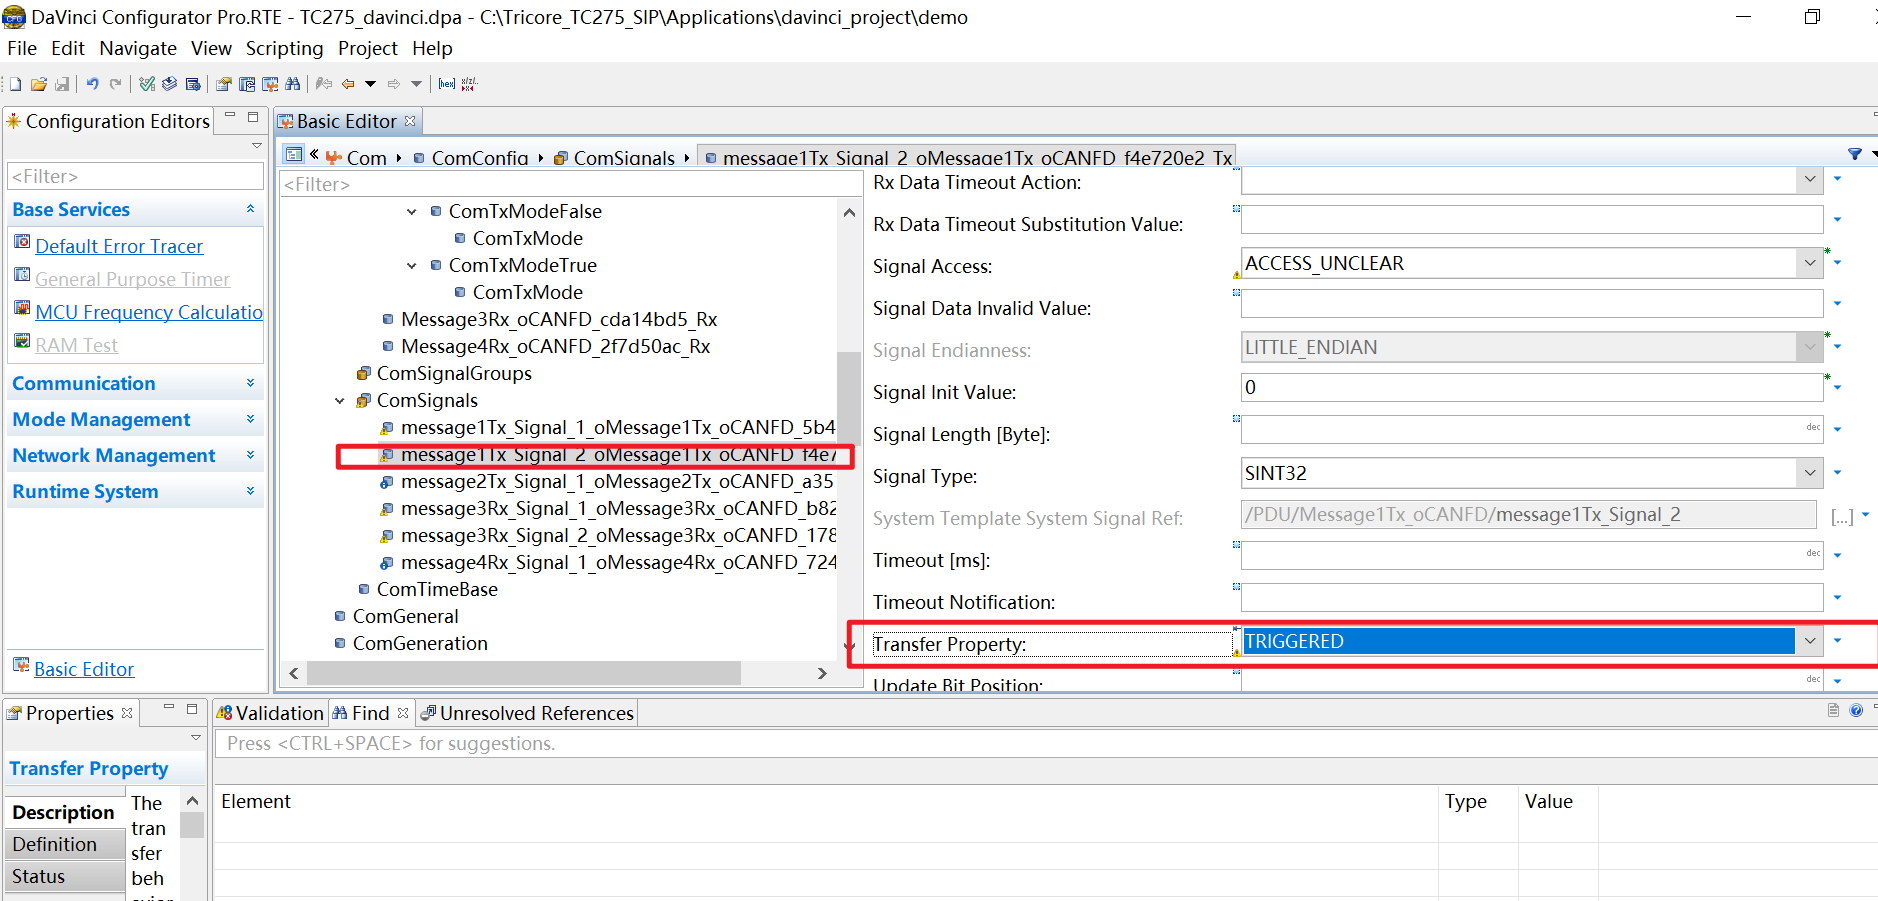 DaVinci Configurator Pro.RTE - TC275_davinci.dpa - C:\Tricore_TC275_SIP\Applications\davinci_project\demo
File Edit Navigate View Scripting Project Help
Configuration Editors
<Filter>
Base Services
Default Error Tracer
General Purpose Timer
MCU Frequency Calculatio
RAM Test
Communication
Mode Management
Network Management
Runtime System
Basic Editor
Basic Editor
Com ComConfig ComSignals message1Tx_Signal_2_oMessage1Tx_oCANFD_f4e720e2_Tx
<Filter>
ComTxModeFalse
ComTxMode
ComTxModeTrue
ComTxMode
Message3Rx_oCANFD_cda14bd5_Rx
Message4Rx_oCANFD_2f7d50ac_Rx
ComSignalGroups
ComSignals
message1Tx_Signal_1_oMessage1Tx_oCANFD_5b4
message1Tx_Signal_2_oMessage1Tx_oCANFD_f4e7
message2Tx_Signal_1_oMessage2Tx_oCANFD_a35
message3Rx_Signal_1_oMessage3Rx_oCANFD_b82
message3Rx_Signal_2_oMessage3Rx_oCANFD_178
message4Rx_Signal_1_oMessage4Rx_oCANFD_724
ComTimeBase
ComGeneral
ComGeneration
Rx Data Timeout Action:
Rx Data Timeout Substitution Value:
Signal Access: ACCESS_UNCLEAR
Signal Data Invalid Value:
Signal Endianness: LITTLE_ENDIAN
Signal Init Value: 0
Signal Length [Byte]: dec
Signal Type: SINT32
System Template System Signal Ref: /PDU/Message1Tx_oCANFD/message1Tx_Signal_2 [...]
Timeout [ms]: dec
Timeout Notification:
Transfer Property: TRIGGERED
Update Bit Position: dec
Properties
Transfer Property
Description
Definition
Status
The
tran
sfer
beh
avior
Validation Find Unresolved References
Press <CTRL+SPACE> for suggestions.
Element Type Value